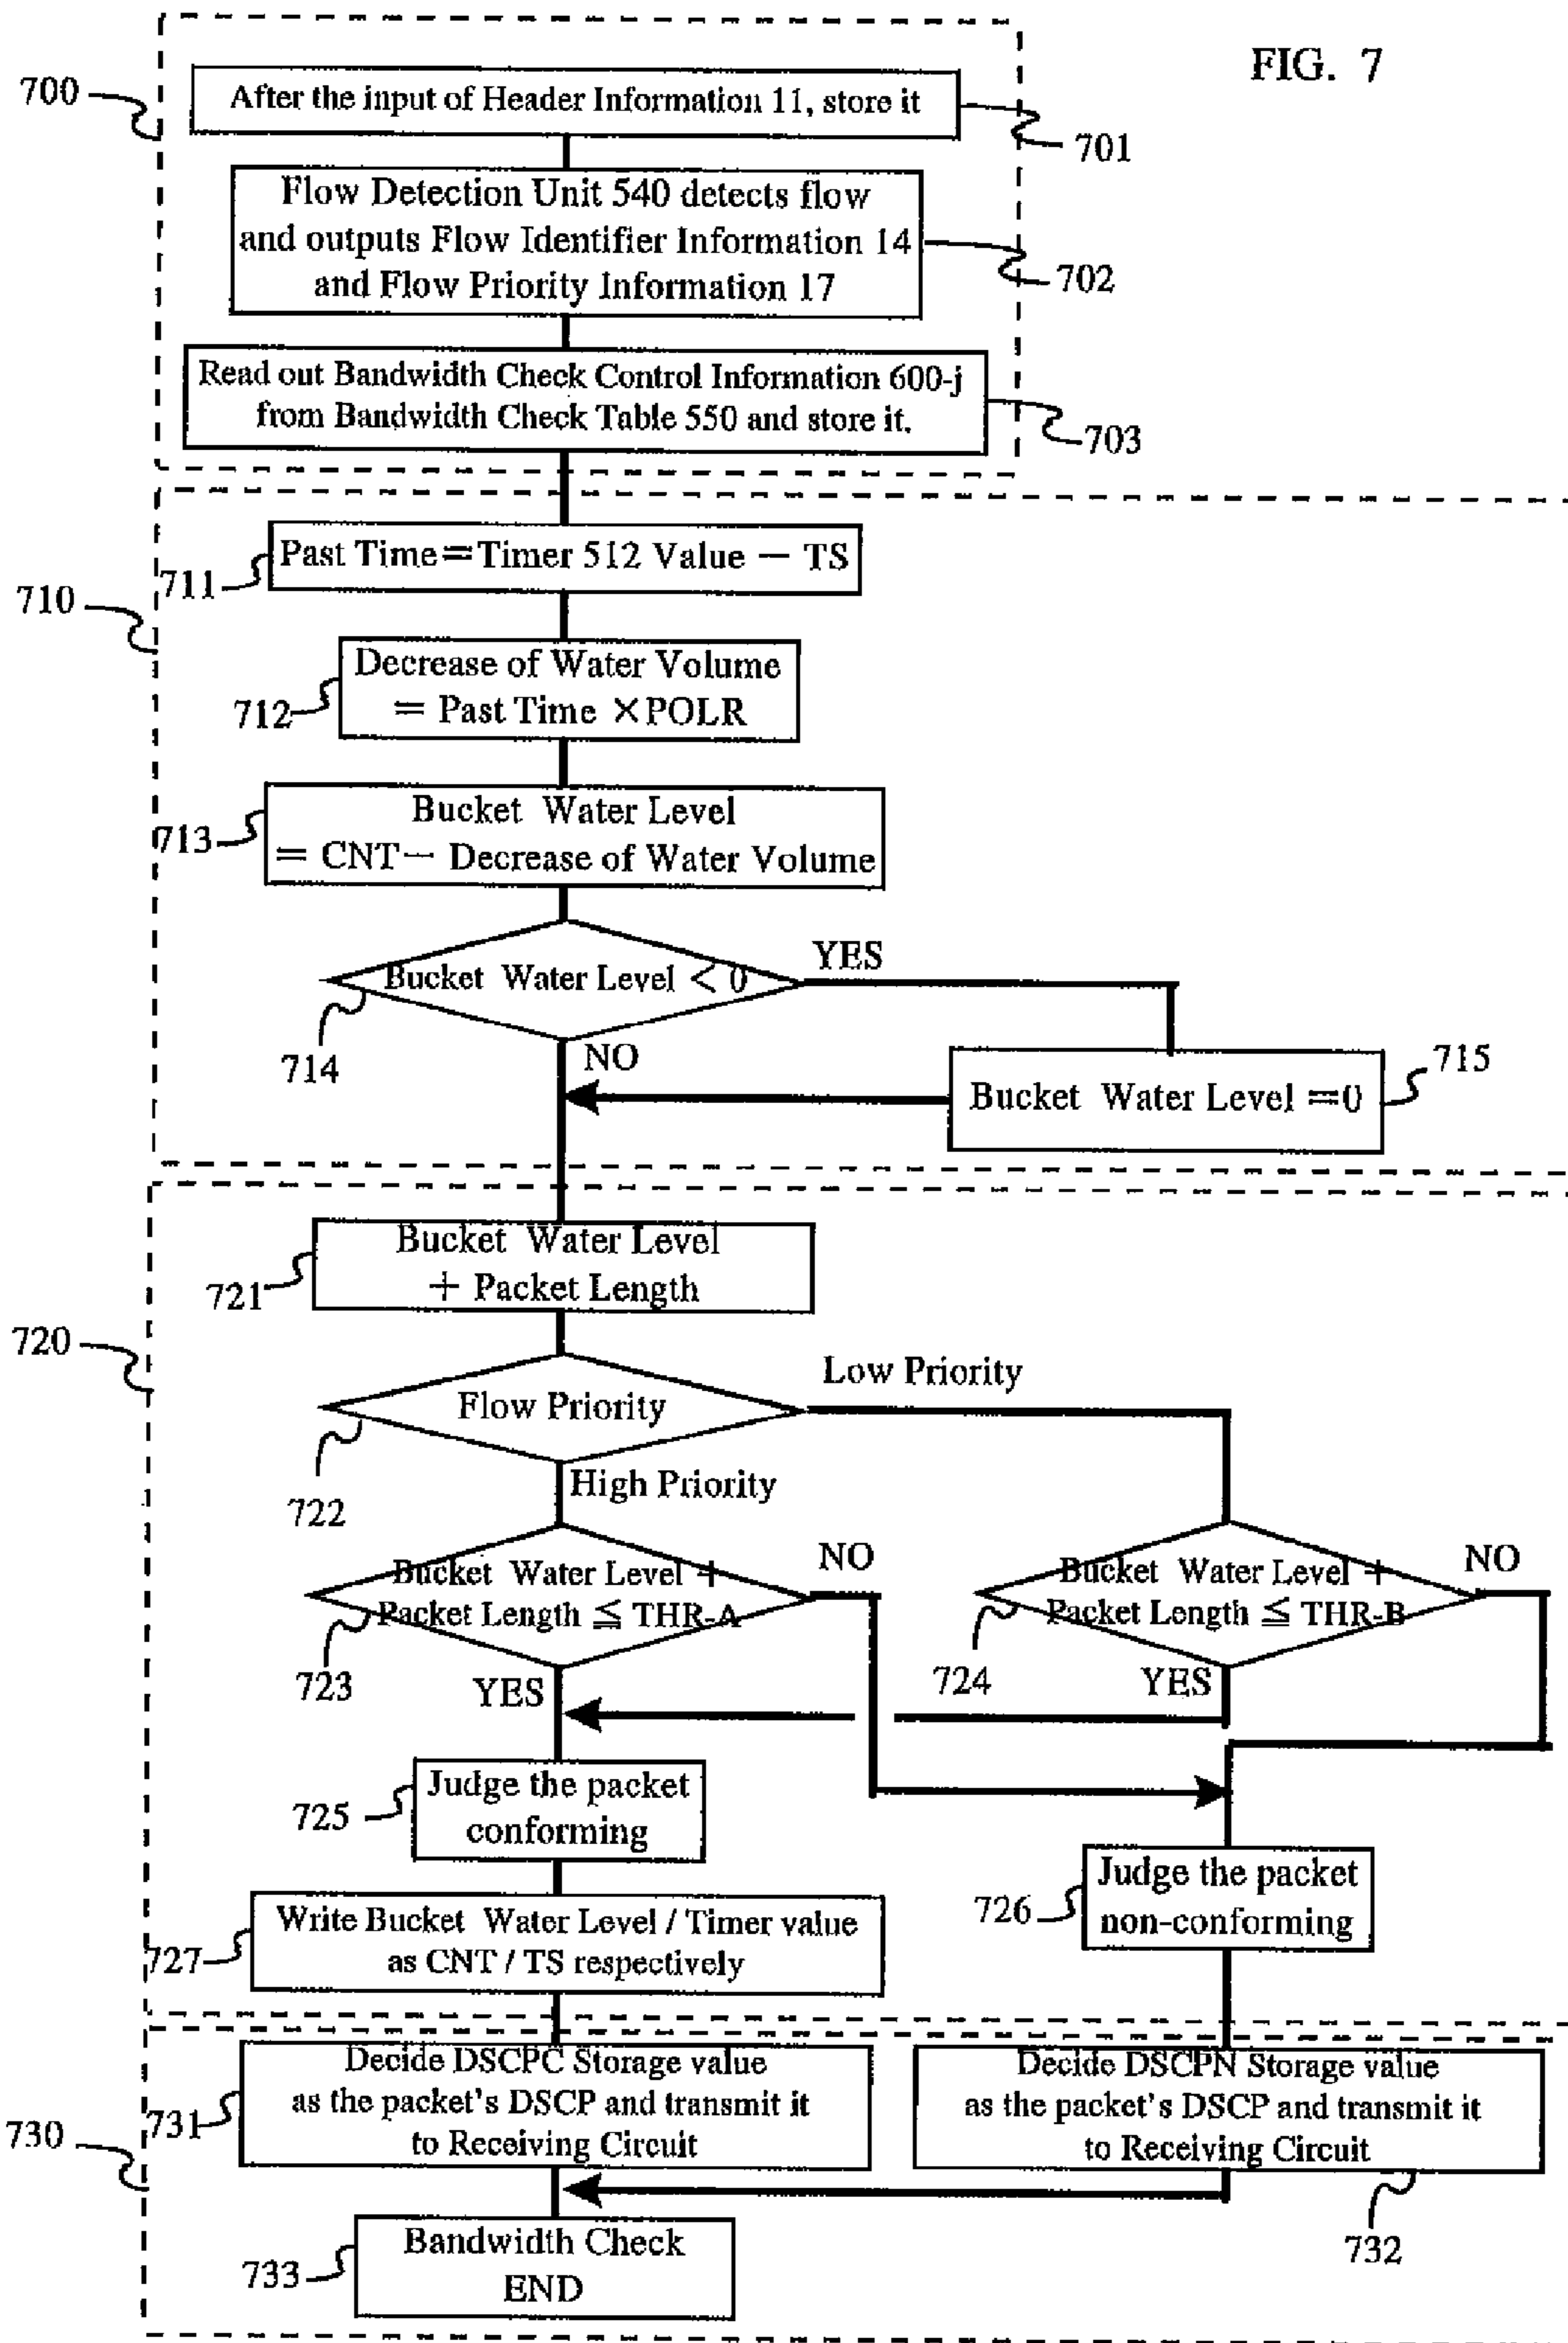 FIG. 7
700
After the input of Header Information 11, store it
701
Flow Detection Unit 540 detects flow
and outputs Flow Identifier Information 14
and Flow Priority Information 17
702
Read out Bandwidth Check Control Information 600-j
from Bandwidth Check Table 550 and store it.
703
710
Past Time = Timer 512 Value − TS
711
Decrease of Water Volume
= Past Time × POLR
712
Bucket Water Level
= CNT − Decrease of Water Volume
713
Bucket Water Level < 0
YES
714
NO
Bucket Water Level = 0
715
720
Bucket Water Level
+ Packet Length
721
Flow Priority
Low Priority
722
High Priority
Bucket Water Level +
Packet Length ≦ THR-A
NO
723
YES
Bucket Water Level +
Packet Length ≦ THR-B
NO
724
YES
Judge the packet
conforming
725
Judge the packet
non-conforming
726
Write Bucket Water Level / Timer value
as CNT / TS respectively
727
730
Decide DSCPC Storage value
as the packet's DSCP and transmit it
to Receiving Circuit
731
Decide DSCPN Storage value
as the packet's DSCP and transmit it
to Receiving Circuit
732
Bandwidth Check
END
733